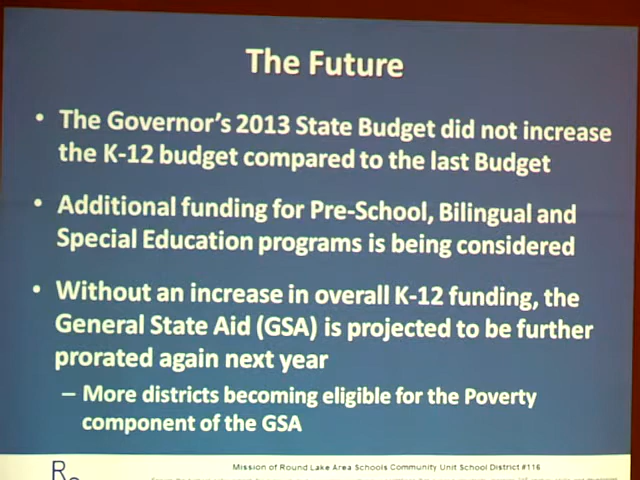 The Future
• The Governor's 2013 State Budget did not increase
the K-12 budget compared to the last Budget
• Additional funding for Pre-School, Bilingual and
Special Education programs is being considered
• Without an increase in overall K-12 funding, the
General State Aid (GSA) is projected to be further
prorated again next year
– More districts becoming eligible for the Poverty
component of the GSA
Mission of Round Lake Area Schools Community Unit School District #116
R